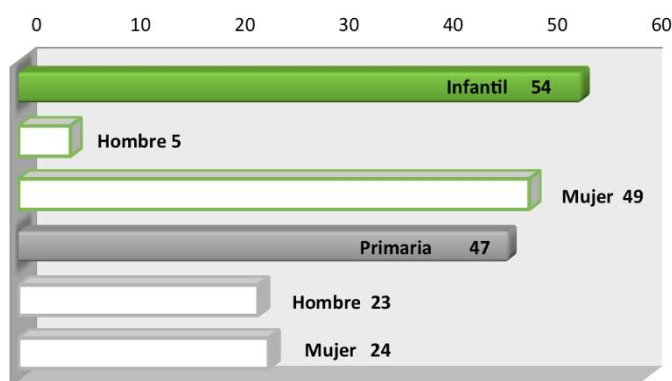 0 10 20 30 40 50 60
Infantil 54
Hombre 5
Mujer 49
Primaria 47
Hombre 23
Mujer 24